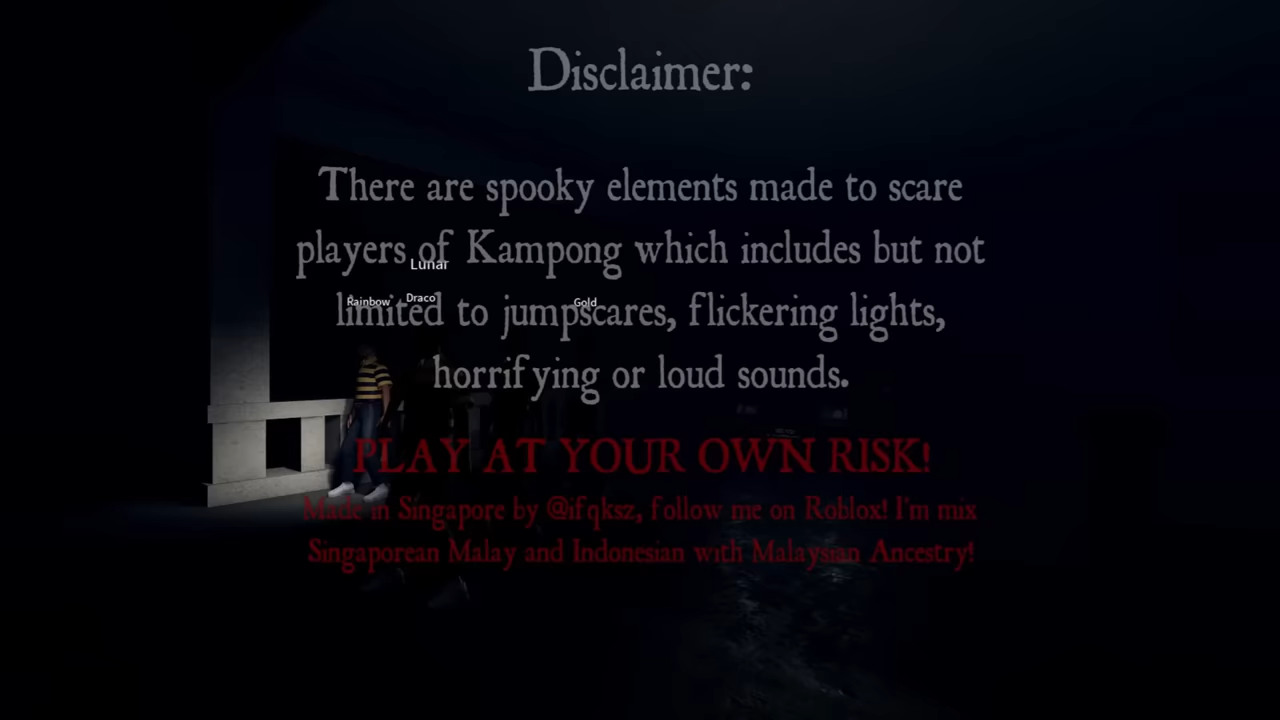 Disclaimer:
There are spooky elements made to scare
players of Kampong which includes but not
Lunar
Rainbow Draco Gold
limited to jumpscares, flickering lights,
horrifying or loud sounds.
PLAY AT YOUR OWN RISK!
Made in Singapore by @ifqksz, follow me on Roblox! I'm mix
Singaporean Malay and Indonesian with Malaysian Ancestry!